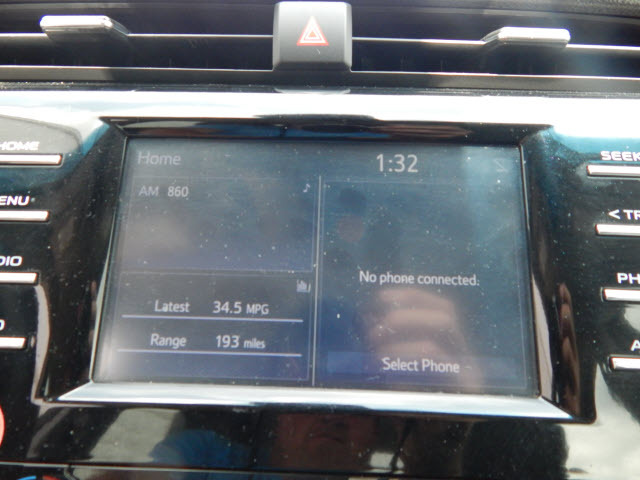 Home
1:32
AM 860
No phone connected.
Latest 34.5 MPG
Range 193 miles
Select Phone
HOME
ENU
DIO
SEEK
< TR
PH
A